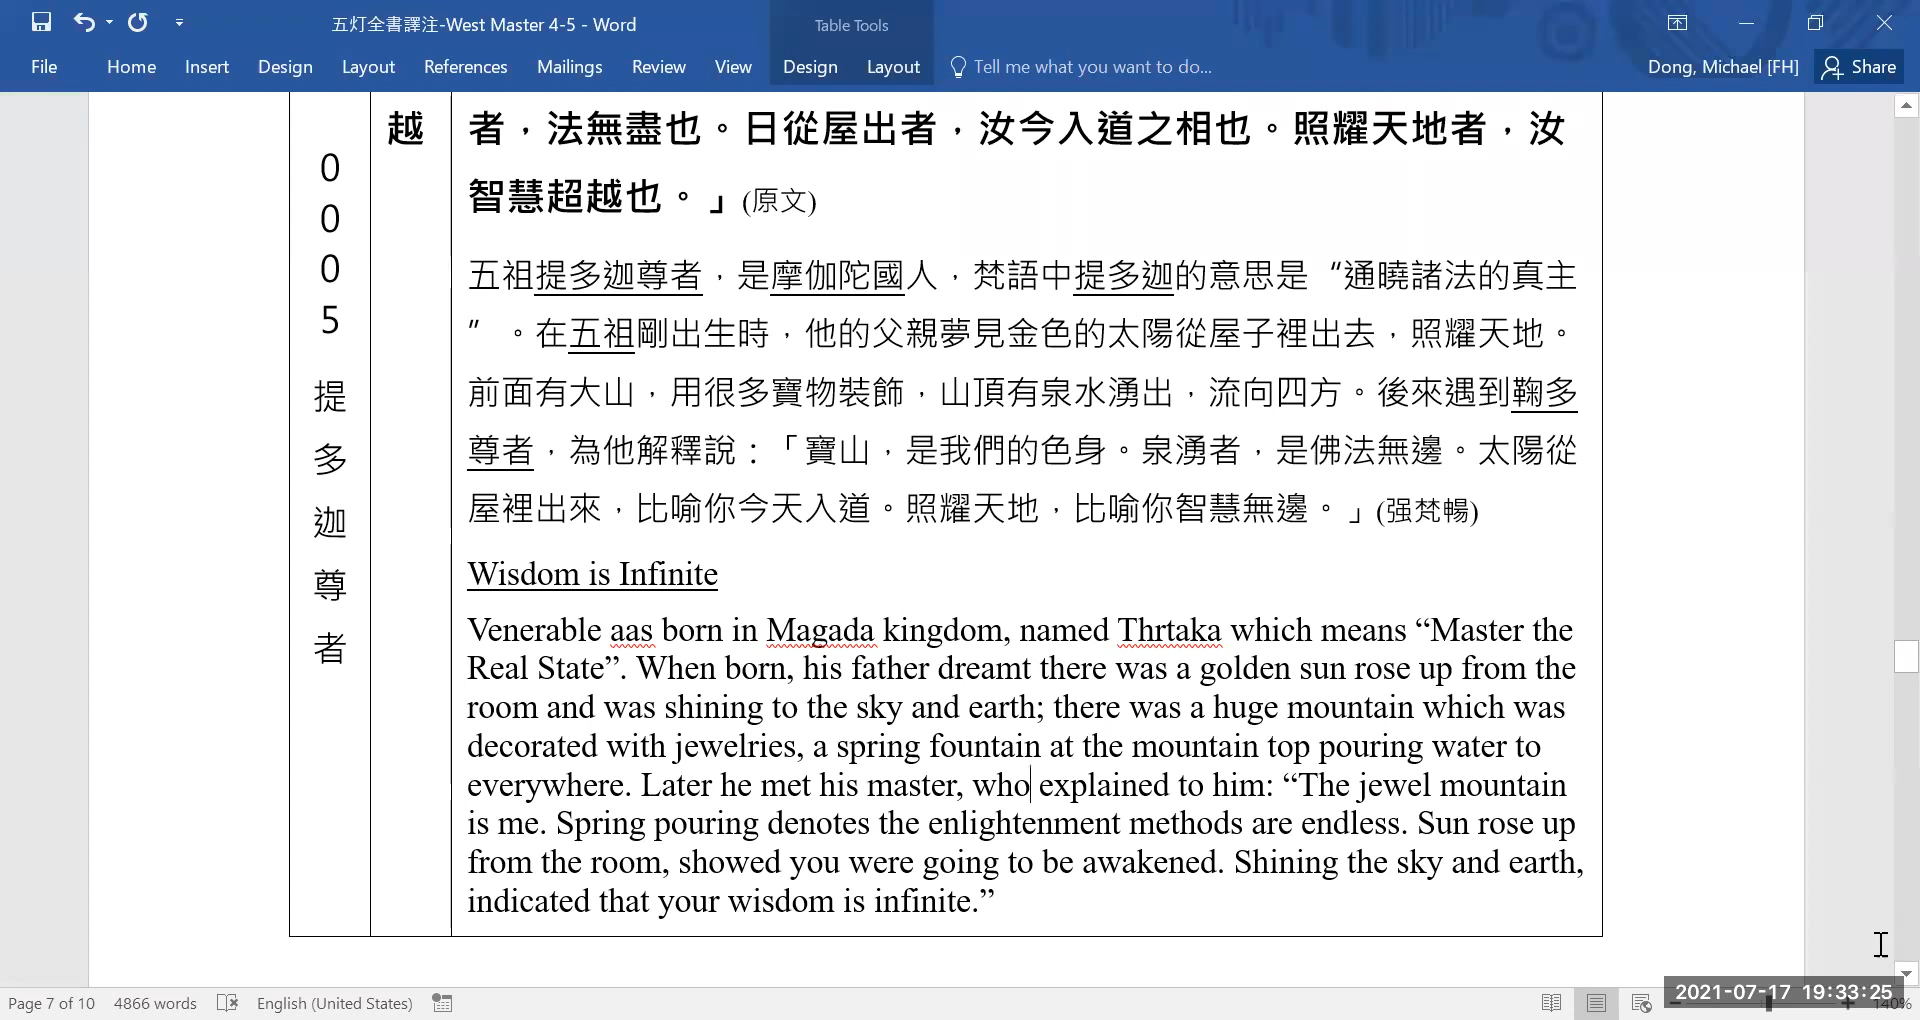 五灯全書譯注-West Master 4-5 - Word
Table Tools
File Home Insert Design Layout References Mailings Review View Design Layout Tell me what you want to do... Dong, Michael [FH] Share
越
者，法無盡也。日從屋出者，汝今入道之相也。照耀天地者，汝
智慧超越也。」(原文)
0
0
0
5
提
多
迦
尊
者
五祖提多迦尊者，是摩伽陀國人，梵語中提多迦的意思是“通曉諸法的真主
”。在五祖剛出生時，他的父親夢見金色的太陽從屋子裡出去，照耀天地。
前面有大山，用很多寶物裝飾，山頂有泉水湧出，流向四方。後來遇到鞠多
尊者，為他解釋說：「寶山，是我們的色身。泉湧者，是佛法無邊。太陽從
屋裡出來，比喻你今天入道。照耀天地，比喻你智慧無邊。」(强梵暢)
Wisdom is Infinite
Venerable aas born in Magada kingdom, named Thrtaka which means “Master the
Real State”. When born, his father dreamt there was a golden sun rose up from the
room and was shining to the sky and earth; there was a huge mountain which was
decorated with jewelries, a spring fountain at the mountain top pouring water to
everywhere. Later he met his master, who explained to him: “The jewel mountain
is me. Spring pouring denotes the enlightenment methods are endless. Sun rose up
from the room, showed you were going to be awakened. Shining the sky and earth,
indicated that your wisdom is infinite.”
Page 7 of 10 4866 words English (United States) 140%
2021-07-17 19:33:25